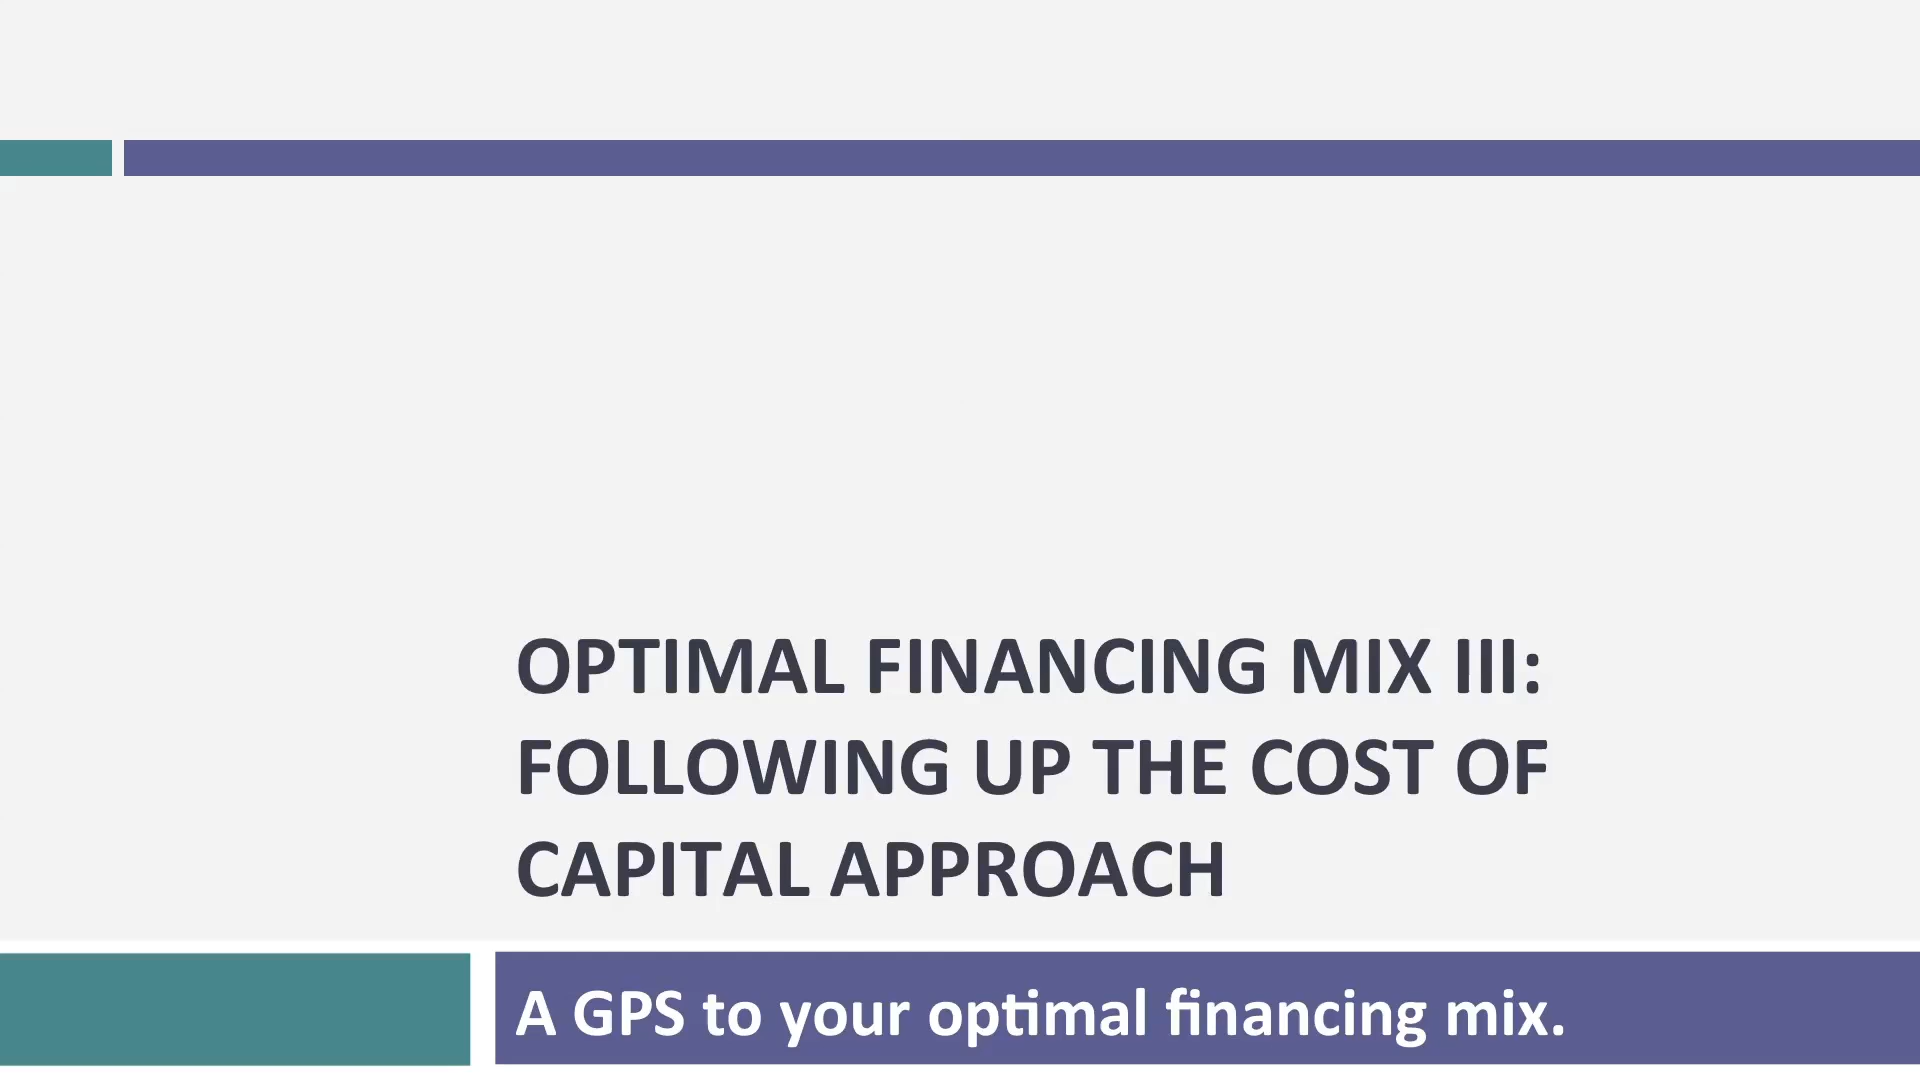 OPTIMAL FINANCING MIX III:
FOLLOWING UP THE COST OF
CAPITAL APPROACH
A GPS to your optimal financing mix.